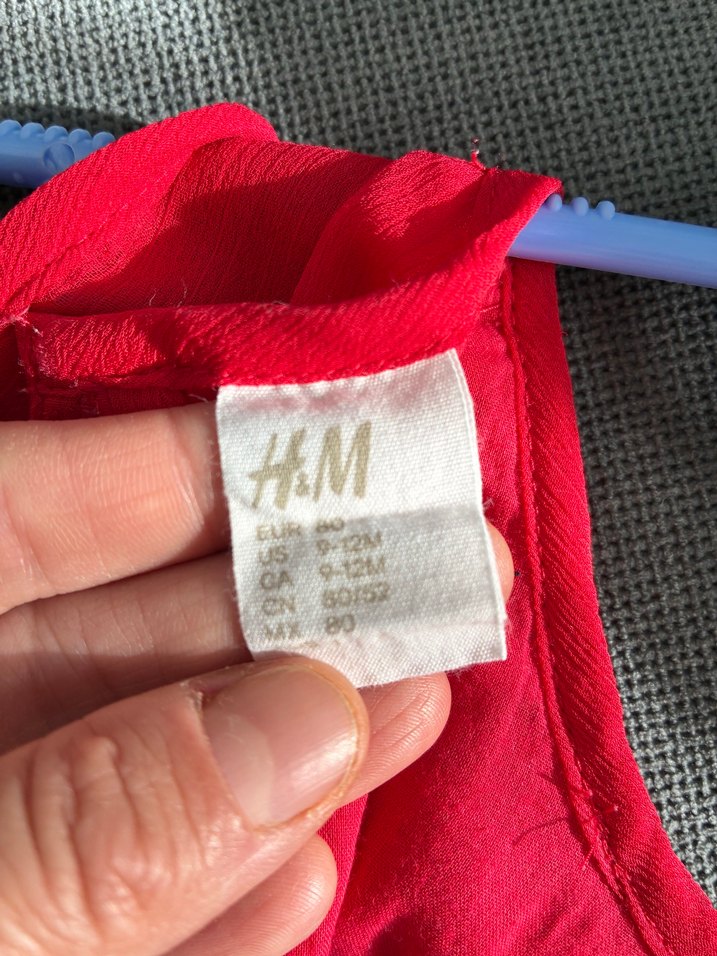 H&M
EUR 80
US 9-12M
CA 9-12M
CN 80/52
MX 80